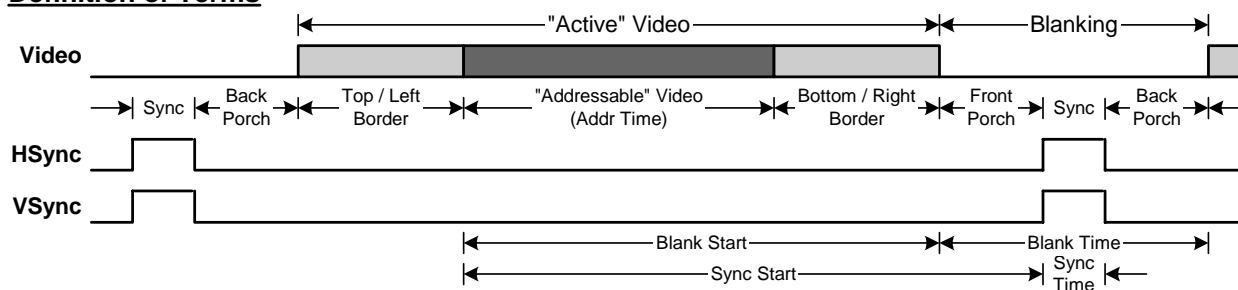 Definition of Terms
"Active" Video
Blanking
Video
Sync
Back
Porch
Top / Left
Border
"Addressable" Video
(Addr Time)
Bottom / Right
Border
Front
Porch
Sync
Back
Porch
HSync
VSync
Blank Start
Blank Time
Sync Start
Sync
Time